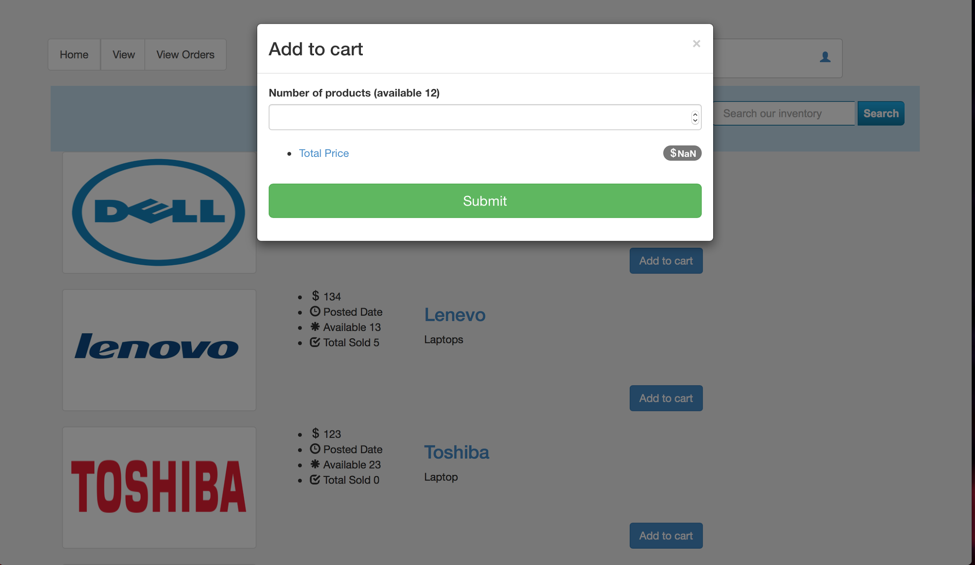 Add to cart
×
Home
View
View Orders
Number of products (available 12)
Search our inventory
Search
Total Price
$NaN
Submit
DELL
Add to cart
lenovo
$ 134
Posted Date
Available 13
Total Sold 5
Lenevo
Laptops
Add to cart
TOSHIBA
$ 123
Posted Date
Available 23
Total Sold 0
Toshiba
Laptop
Add to cart